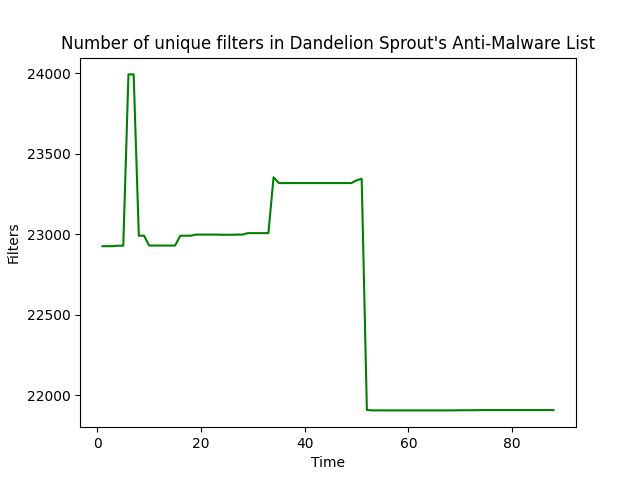 Number of unique filters in Dandelion Sprout's Anti-Malware List
24000
23500
23000
22500
22000
Filters
0 20 40 60 80
Time